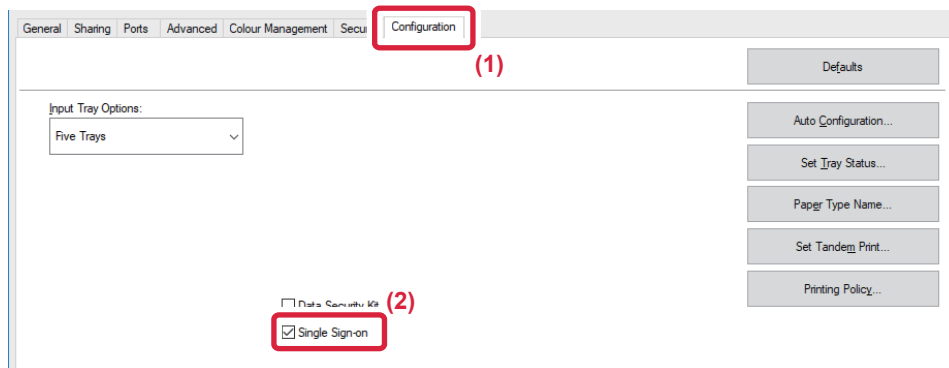 General Sharing Ports Advanced Colour Management Secu Configuration
(1)
Defaults
Input Tray Options:
Five Trays
Auto Configuration...
Set Tray Status...
Paper Type Name...
Set Tandem Print...
Printing Policy...
Data Security Kit
(2)
Single Sign-on